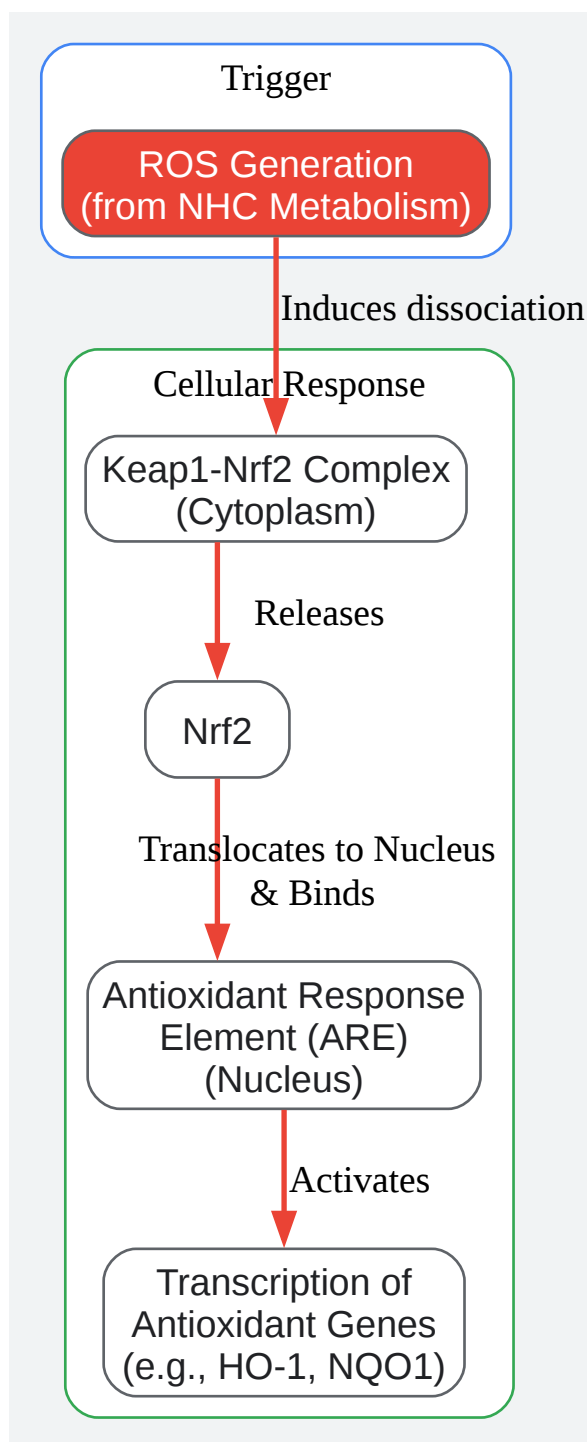 Trigger
ROS Generation
(from NHC Metabolism)
Induces dissociation
Cellular Response
Keap1-Nrf2 Complex
(Cytoplasm)
Releases
Nrf2
Translocates to Nucleus
& Binds
Antioxidant Response
Element (ARE)
(Nucleus)
Activates
Transcription of
Antioxidant Genes
(e.g., HO-1, NQO1)